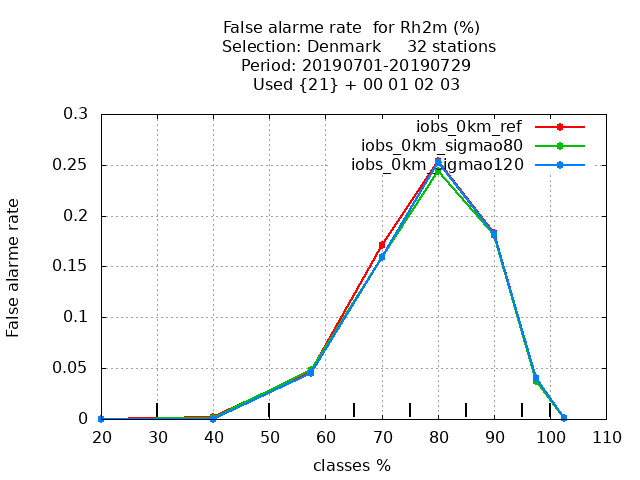 False alarme rate  for Rh2m (%)
Selection: Denmark     32 stations
Period: 20190701-20190729
Used {21} + 00 01 02 03
iobs_0km_ref
iobs_0km_sigmao80
iobs_0km_sigmao120
False alarme rate
0.3
0.25
0.2
0.15
0.1
0.05
0
20 30 40 50 60 70 80 90 100 110
classes %